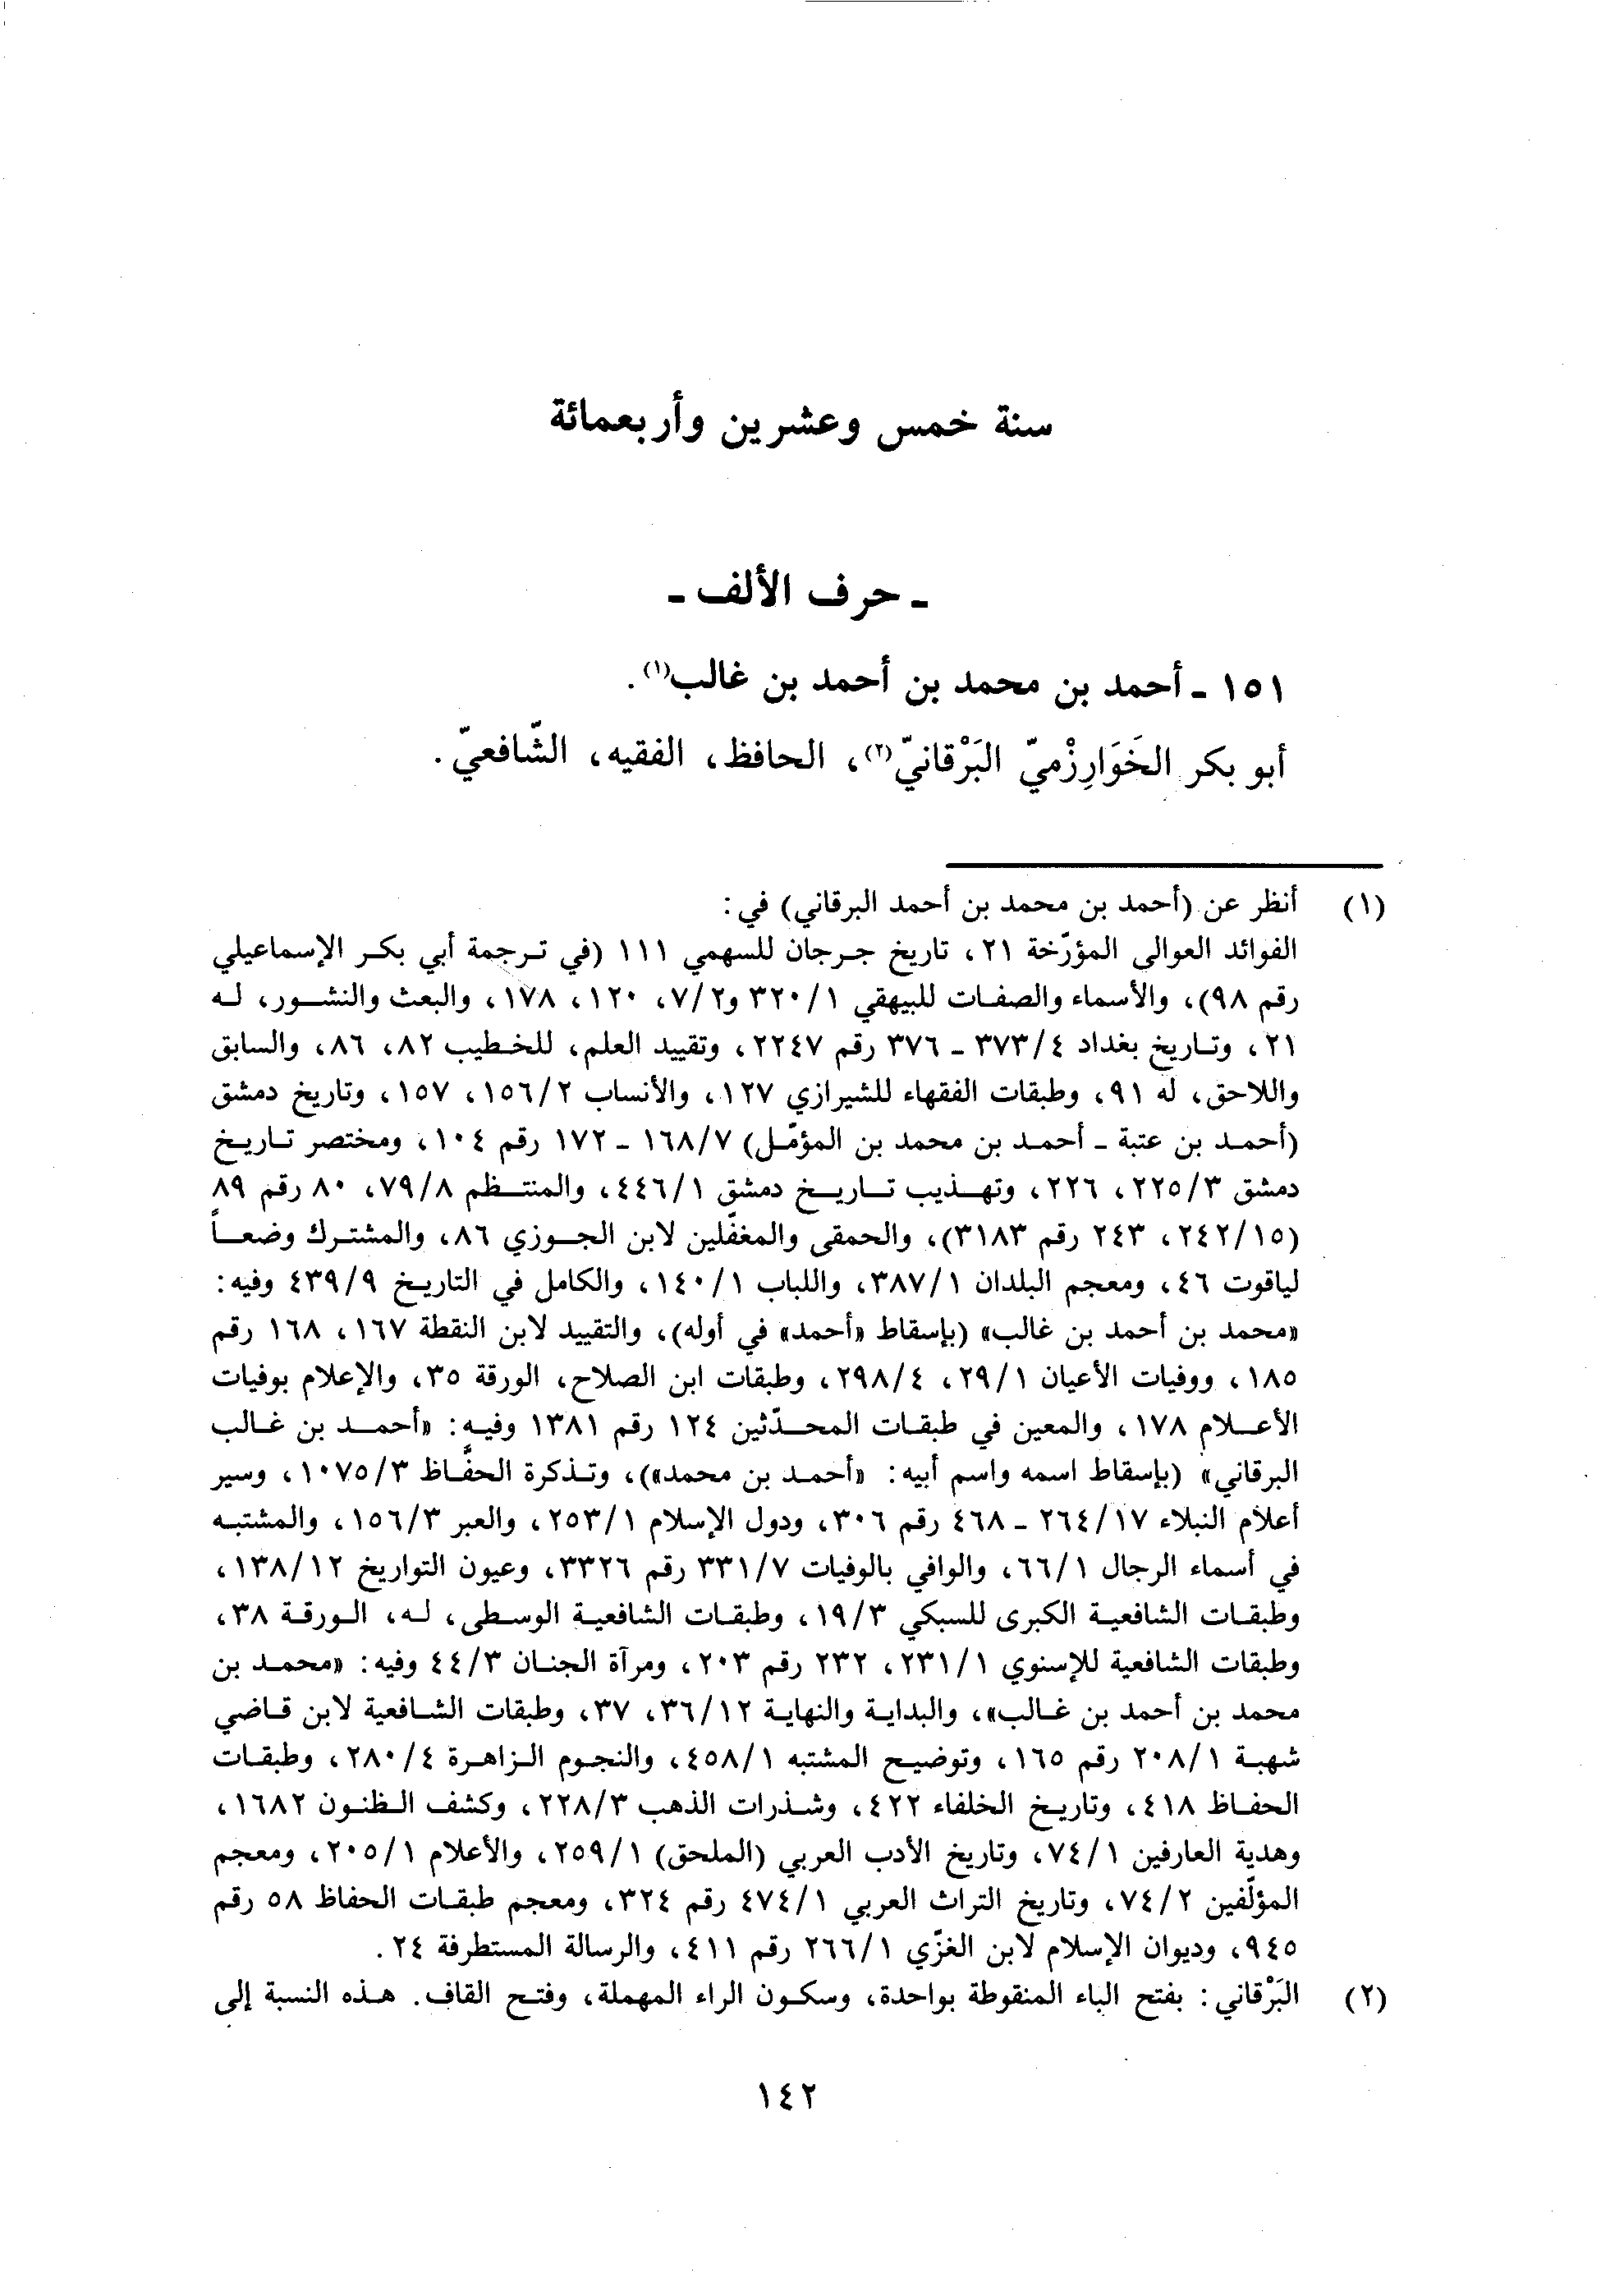 سنة خمس وعشرين وأربعمائة
ـ حرف الألف ـ
١٥١ ـ أحمد بن محمد بن أحمد بن غالب(١).
أبو بكر الخَوَارِزْميّ البَرْقانيّ(٢)، الحافظ، الفقيه، الشّافعيّ.
(١) أنظر عن (أحمد بن محمد بن أحمد البرقاني) في:
الفوائد العوالي المؤرّخة ٢١، تاريخ جرجان للسهمي ١١١ (في ترجمة أبي بكر الإسماعيلي
رقم ٩٨)، والأسماء والصفات للبيهقي ٣٢٠/١ و٧/٢، ١٢٠، ١٧٨، والبعث والنشور، له
٢١، وتاريخ بغداد ٣٧٣/٤ ـ ٣٧٦ رقم ٢٢٤٧، وتقييد العلم، للخطيب ٨٢، ٨٦، والسابق
واللاحق، له ٩١، وطبقات الفقهاء للشيرازي ١٢٧، والأنساب ١٥٦/٢، ١٥٧، وتاريخ دمشق
(أحمد بن عتبة ـ أحمد بن محمد بن المؤمّل) ١٦٨/٧ ـ ١٧٢ رقم ١٠٤، ومختصر تاريخ
دمشق ٢٢٥/٣، ٢٢٦، وتهذيب تاريخ دمشق ٤٤٦/١، والمنتظم ٧٩/٨، ٨٠ رقم ٨٩
(٢٤٢/١٥، ٢٤٣ رقم ٣١٨٣)، والحمقى والمغفّلين لابن الجوزي ٨٦، والمشترك وضعاً
لياقوت ٤٦، ومعجم البلدان ٣٨٧/١، واللباب ١٤٠/١، والكامل في التاريخ ٤٣٩/٩ وفيه:
«محمد بن أحمد بن غالب» (بإسقاط «أحمد» في أوله)، والتقييد لابن النقطة ١٦٧، ١٦٨ رقم
١٨٥، ووفيات الأعيان ٢٩/١، ٢٩٨/٤، وطبقات ابن الصلاح، الورقة ٣٥، والإعلام بوفيات
الأعلام ١٧٨، والمعين في طبقات المحدّثين ١٢٤ رقم ١٣٨١ وفيه: «أحمد بن غالب
البرقاني» (بإسقاط اسمه واسم أبيه: «أحمد بن محمد»)، وتذكرة الحفّاظ ١٠٧٥/٣، وسير
أعلام النبلاء ٢٦٤/١٧ ـ ٤٦٨ رقم ٣٠٦، ودول الإسلام ٢٥٣/١، والعبر ١٥٦/٣، والمشتبه
في أسماء الرجال ٦٦/١، والوافي بالوفيات ٣٣١/٧ رقم ٣٣٢٦، وعيون التواريخ ١٣٨/١٢،
وطبقات الشافعية الكبرى للسبكي ١٩/٣، وطبقات الشافعية الوسطى، له، الورقة ٣٨،
وطبقات الشافعية للإسنوي ٢٣١/١، ٢٣٢ رقم ٢٠٣، ومرآة الجنان ٤٤/٣ وفيه: «محمد بن
محمد بن أحمد بن غالب»، والبداية والنهاية ٣٦/١٢، ٣٧، وطبقات الشافعية لابن قاضي
شهبة ٢٠٨/١ رقم ١٦٥، وتوضيح المشتبه ٤٥٨/١، والنجوم الزاهرة ٢٨٠/٤، وطبقات
الحفاظ ٤١٨، وتاريخ الخلفاء ٤٢٢، وشذرات الذهب ٢٢٨/٣، وكشف الظنون ١٦٨٢،
وهدية العارفين ٧٤/١، وتاريخ الأدب العربي (الملحق) ٢٥٩/١، والأعلام ٢٠٥/١، ومعجم
المؤلّفين ٧٤/٢، وتاريخ التراث العربي ٤٧٤/١ رقم ٣٢٤، ومعجم طبقات الحفاظ ٥٨ رقم
٩٤٥، وديوان الإسلام لابن الغزّي ٢٦٦/١ رقم ٤١١، والرسالة المستطرفة ٢٤.
(٢) البَرْقاني: بفتح الباء المنقوطة بواحدة، وسكون الراء المهملة، وفتح القاف. هذه النسبة إلى
١٤٢